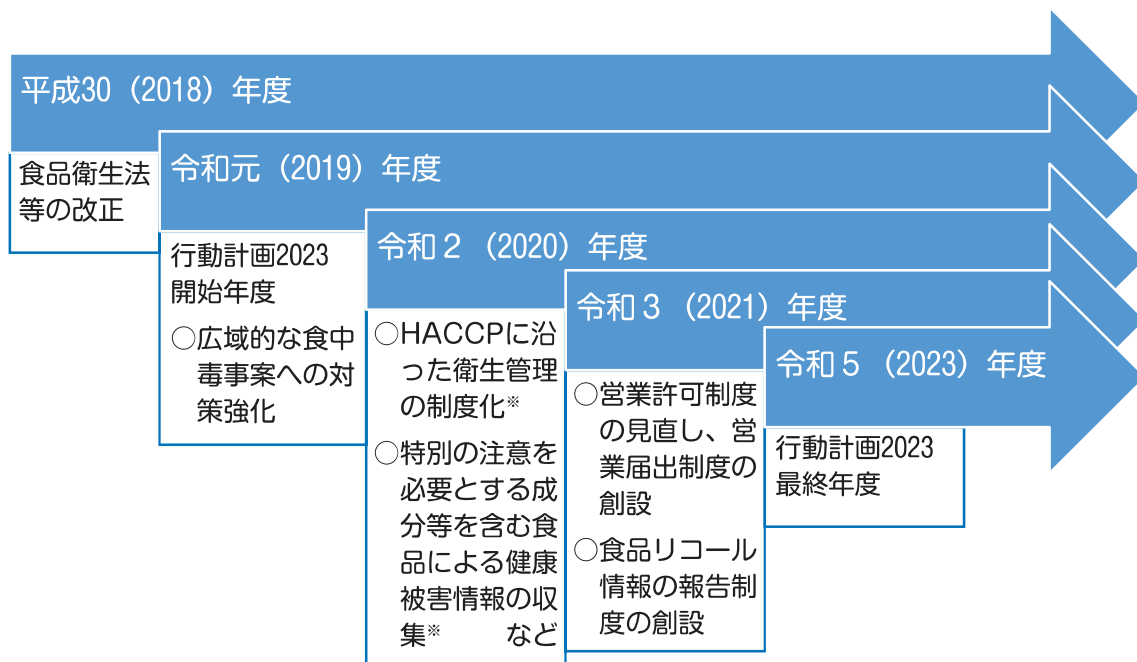 平成30（2018）年度
食品衛生法
等の改正
令和元（2019）年度
行動計画2023
開始年度
○広域的な食中
毒事案への対
策強化
令和２（2020）年度
○HACCPに沿
った衛生管理
の制度化※
○特別の注意を
必要とする成
分等を含む食
品による健康
被害情報の収
集※　など
令和３（2021）年度
○営業許可制度
の見直し、営
業届出制度の
創設
○食品リコール
情報の報告制
度の創設
令和５（2023）年度
行動計画2023
最終年度